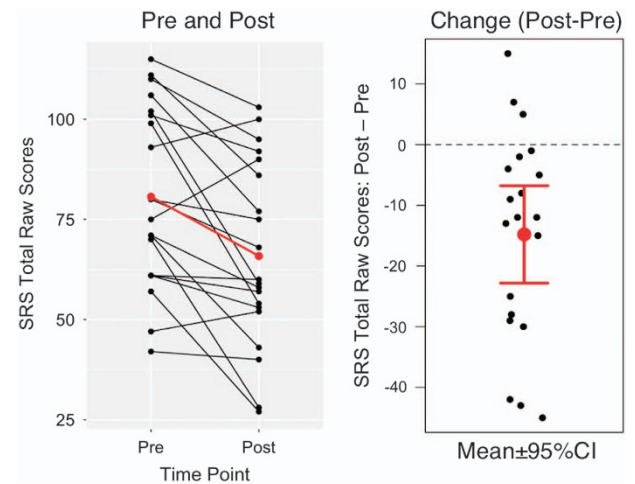 Pre and Post
SRS Total Raw Scores
100
75
50
25
Pre
Post
Time Point
Change (Post-Pre)
SRS Total Raw Scores: Post – Pre
10
0
-10
-20
-30
-40
Mean±95%CI